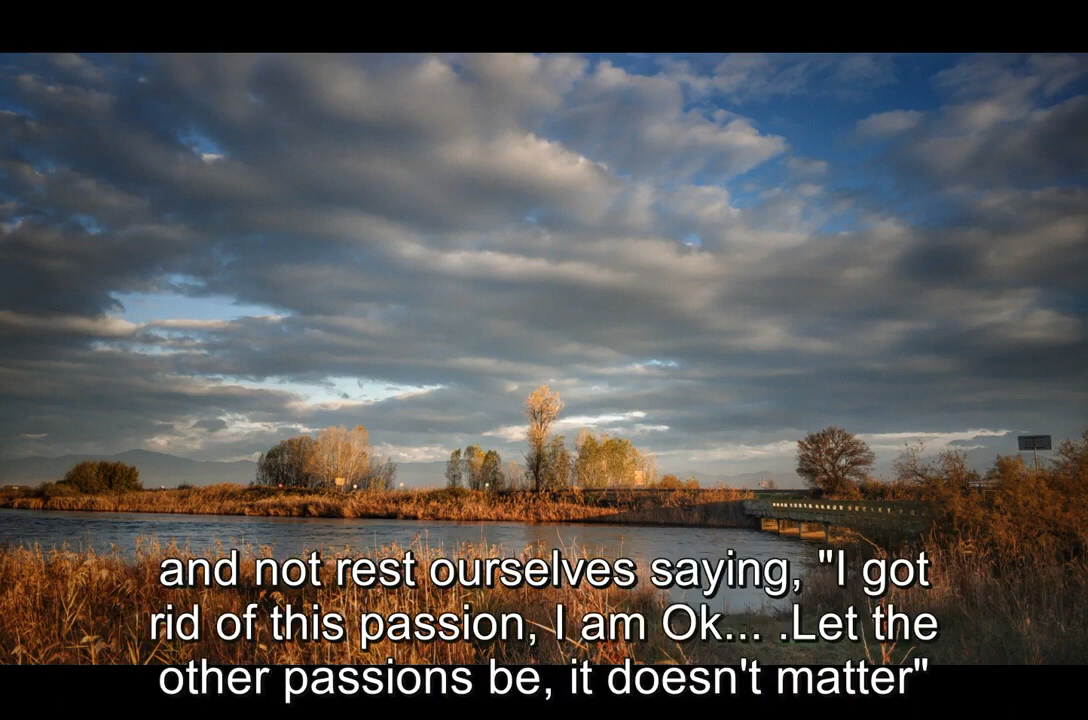 and not rest ourselves saying, "I got
rid of this passion, I am Ok... .Let the
other passions be, it doesn't matter"